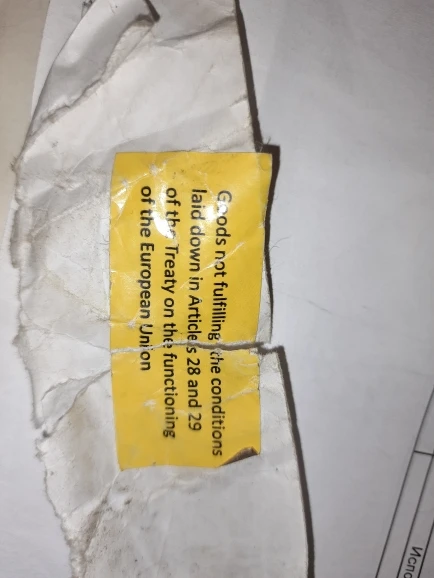 Goods not fulfilling the conditions
laid down in Articles 28 and 29
of the Treaty on the functioning
of the European Union